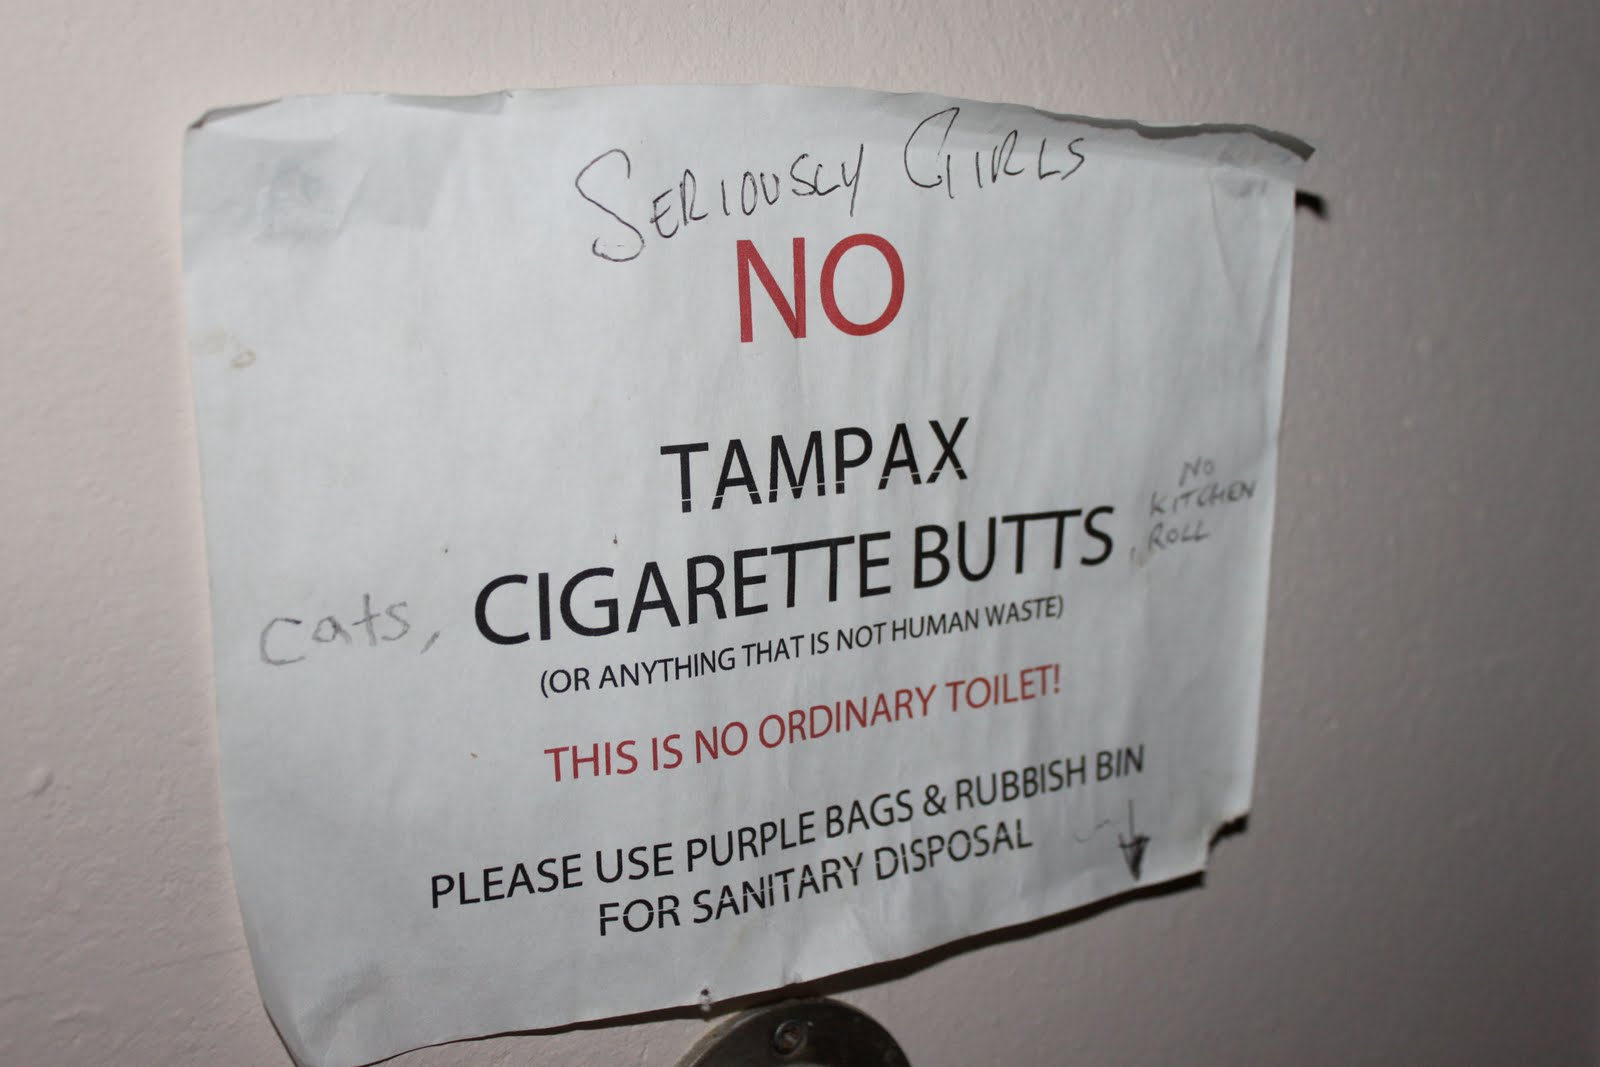 SERIOUSLY GIRLS
NO
TAMPAX
cats, CIGARETTE BUTTS, NO KITCHEN ROLL
(OR ANYTHING THAT IS NOT HUMAN WASTE)
THIS IS NO ORDINARY TOILET!
PLEASE USE PURPLE BAGS & RUBBISH BIN
FOR SANITARY DISPOSAL